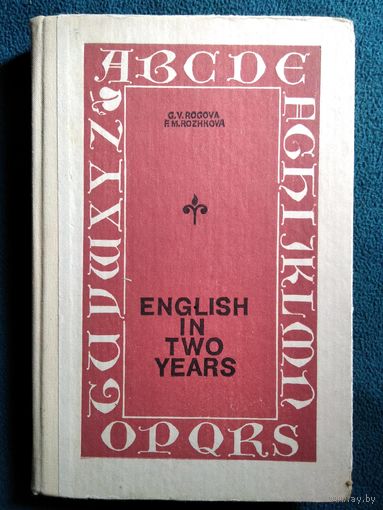 ABCDE
FGHIJKLMN
OPQRS
TUVWXYZ
G.V. ROGOVA
F.M. ROZHKOVA
ENGLISH
IN
TWO
YEARS